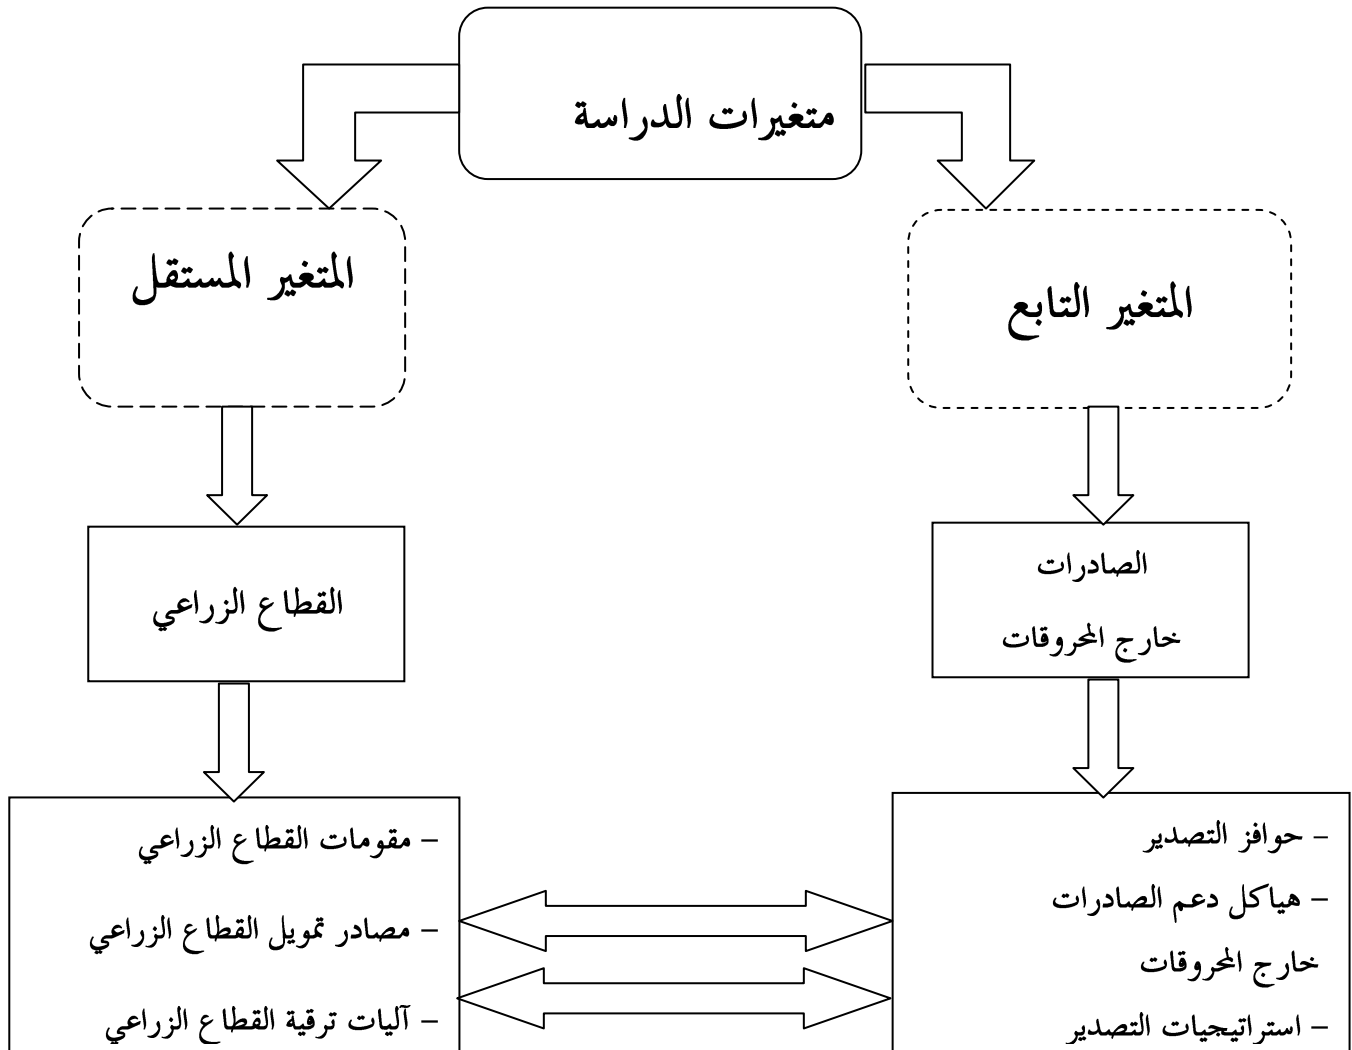 متغيرات الدراسة
المتغير التابع
المتغير المستقل
الصادرات
خارج المحروقات
القطاع الزراعي
– حوافز التصدير
– هياكل دعم الصادرات
خارج المحروقات
– استراتيجيات التصدير
– مقومات القطاع الزراعي
– مصادر تمويل القطاع الزراعي
– آليات ترقية القطاع الزراعي